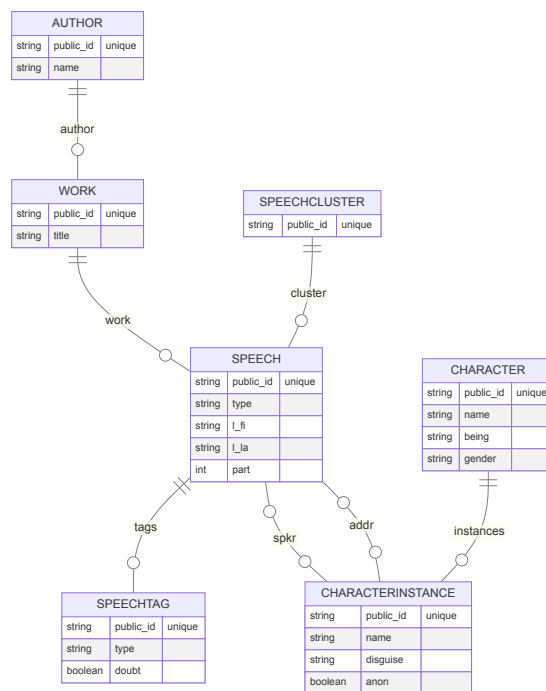 AUTHOR
string public_id unique
string name
author
WORK
string public_id unique
string title
SPEECHCLUSTER
string public_id unique
cluster
work
SPEECH
string public_id unique
string type
string l_fi
string l_la
int part
CHARACTER
string public_id unique
string name
string being
string gender
tags
spkr
addr
instances
SPEECHTAG
string public_id unique
string type
boolean doubt
CHARACTERINSTANCE
string public_id unique
string name
string disguise
boolean anon